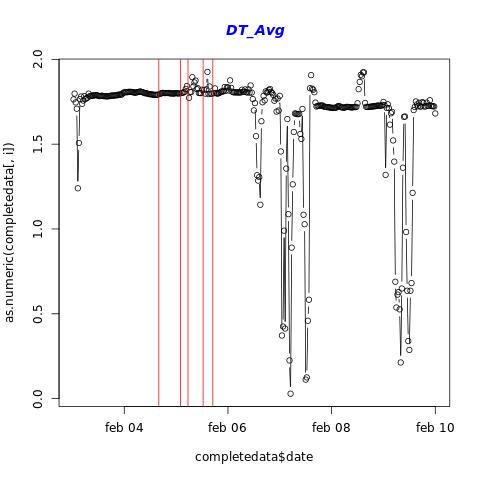 DT_Avg
as.numeric(completedata[, i])
2.0
1.5
1.0
0.5
0.0
feb 04 feb 06 feb 08 feb 10
completedata$date